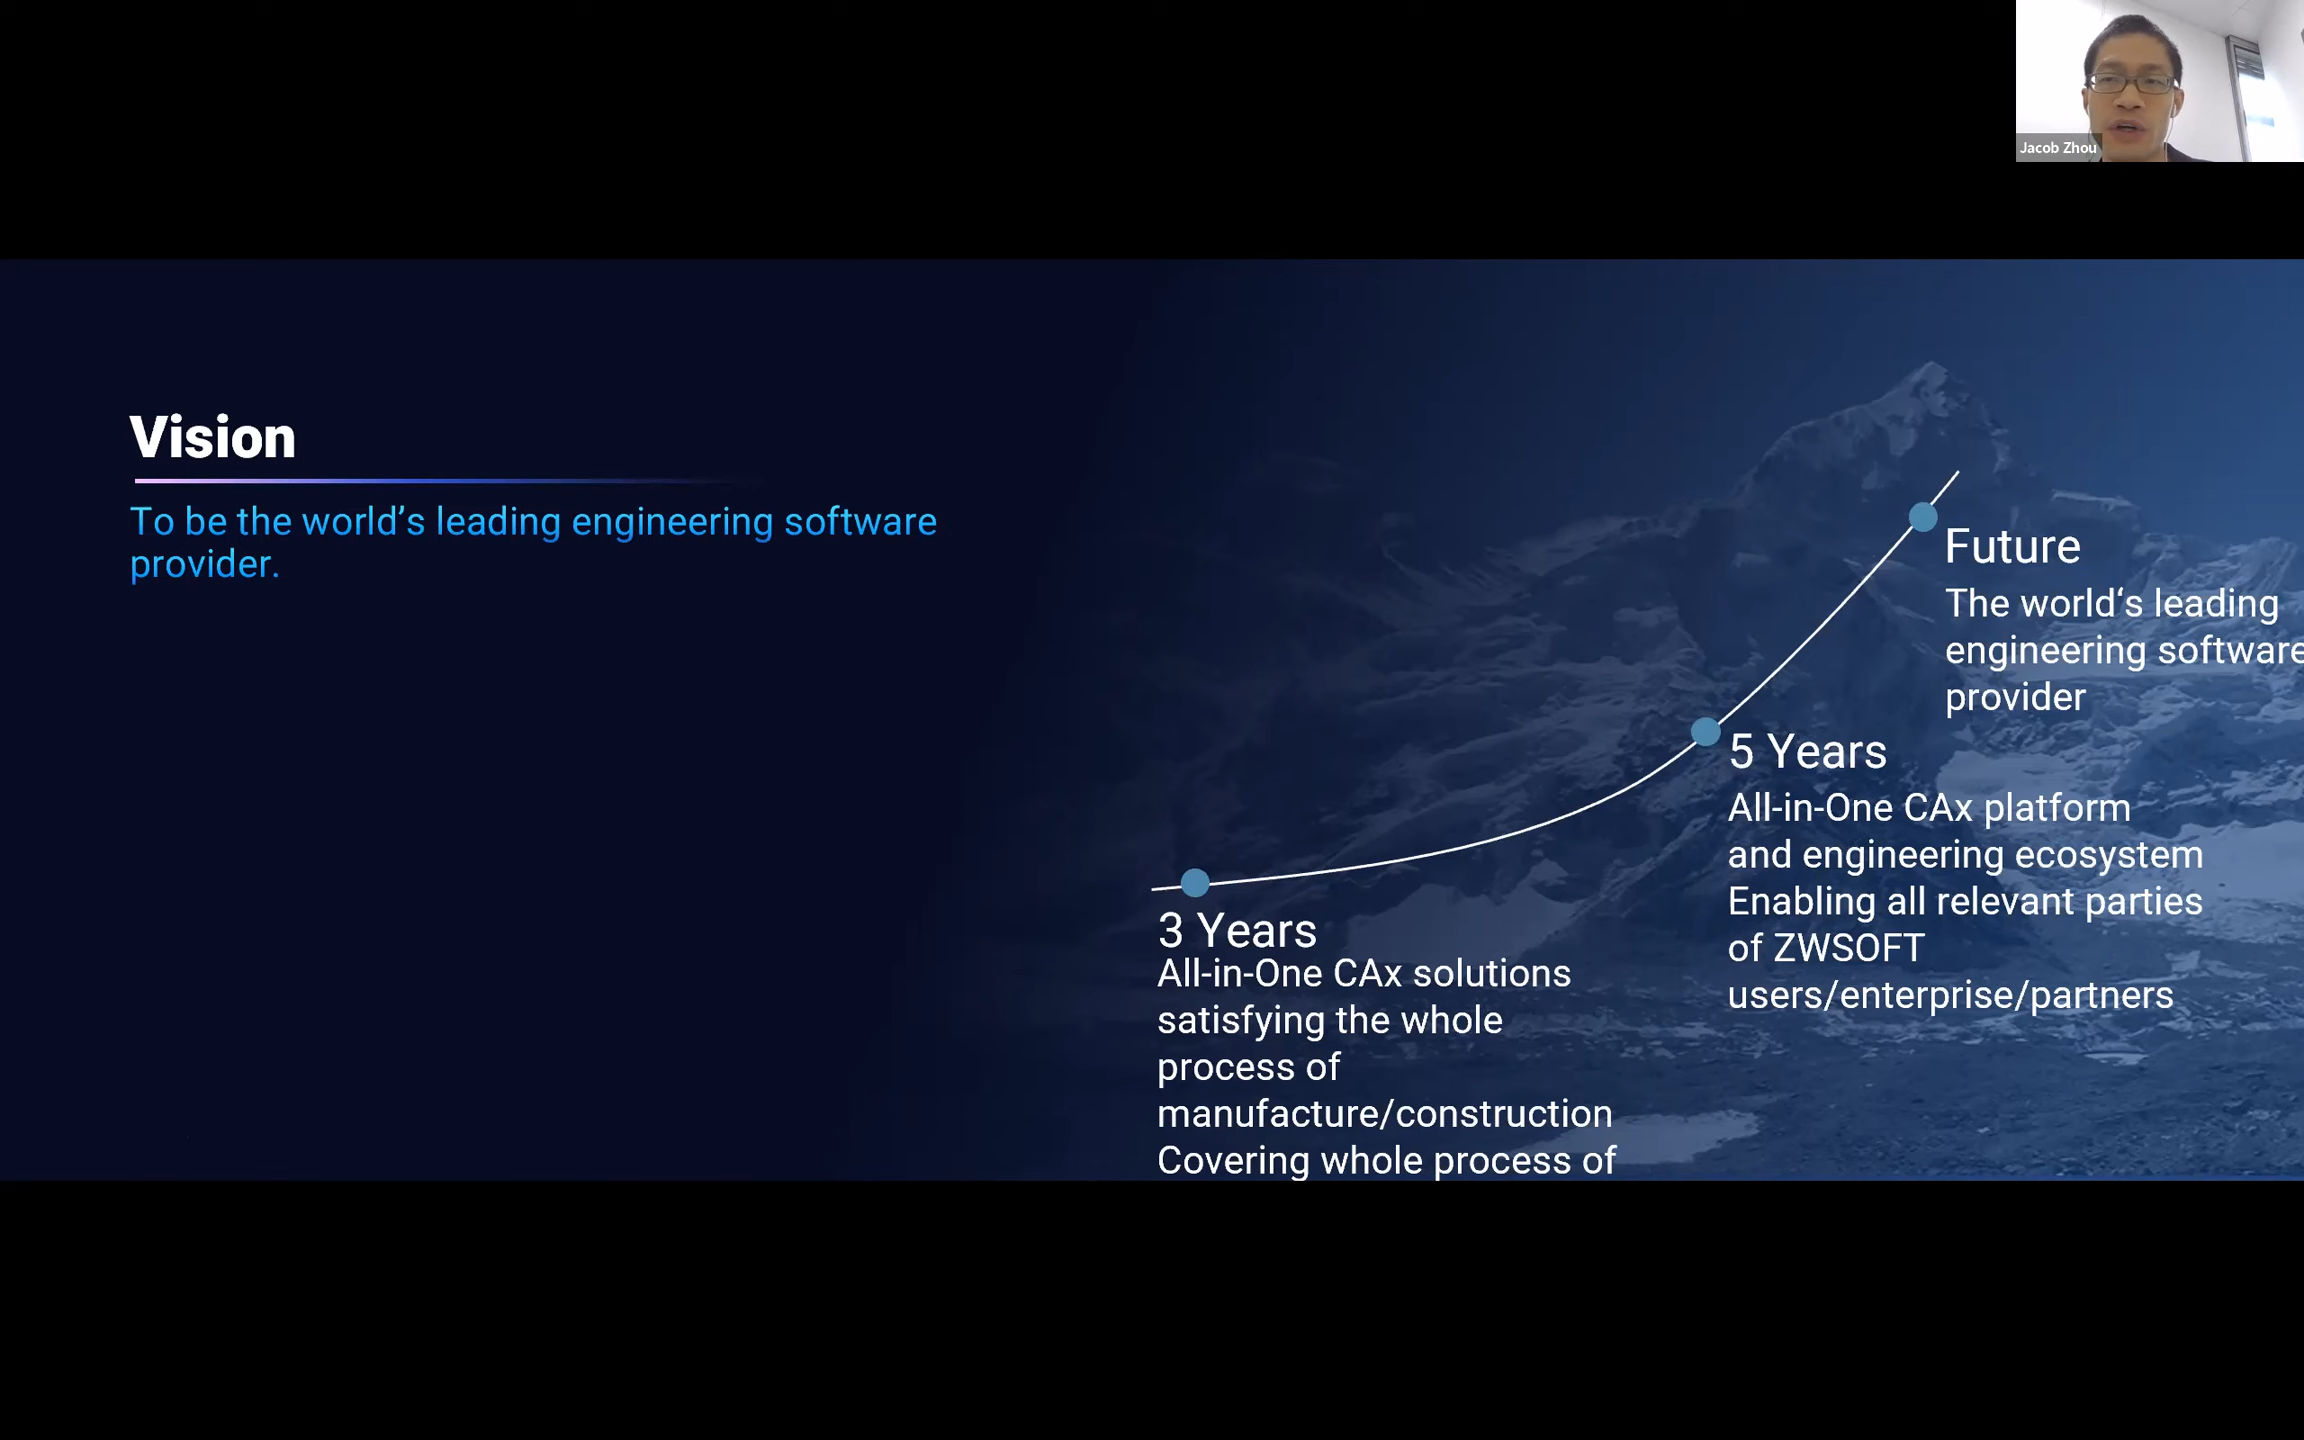 Jacob Zhou
Vision
To be the world’s leading engineering software
provider.
Future
The world‘s leading
engineering software
provider
5 Years
All-in-One CAx platform
and engineering ecosystem
Enabling all relevant parties
of ZWSOFT
users/enterprise/partners
3 Years
All-in-One CAx solutions
satisfying the whole
process of
manufacture/construction
Covering whole process of